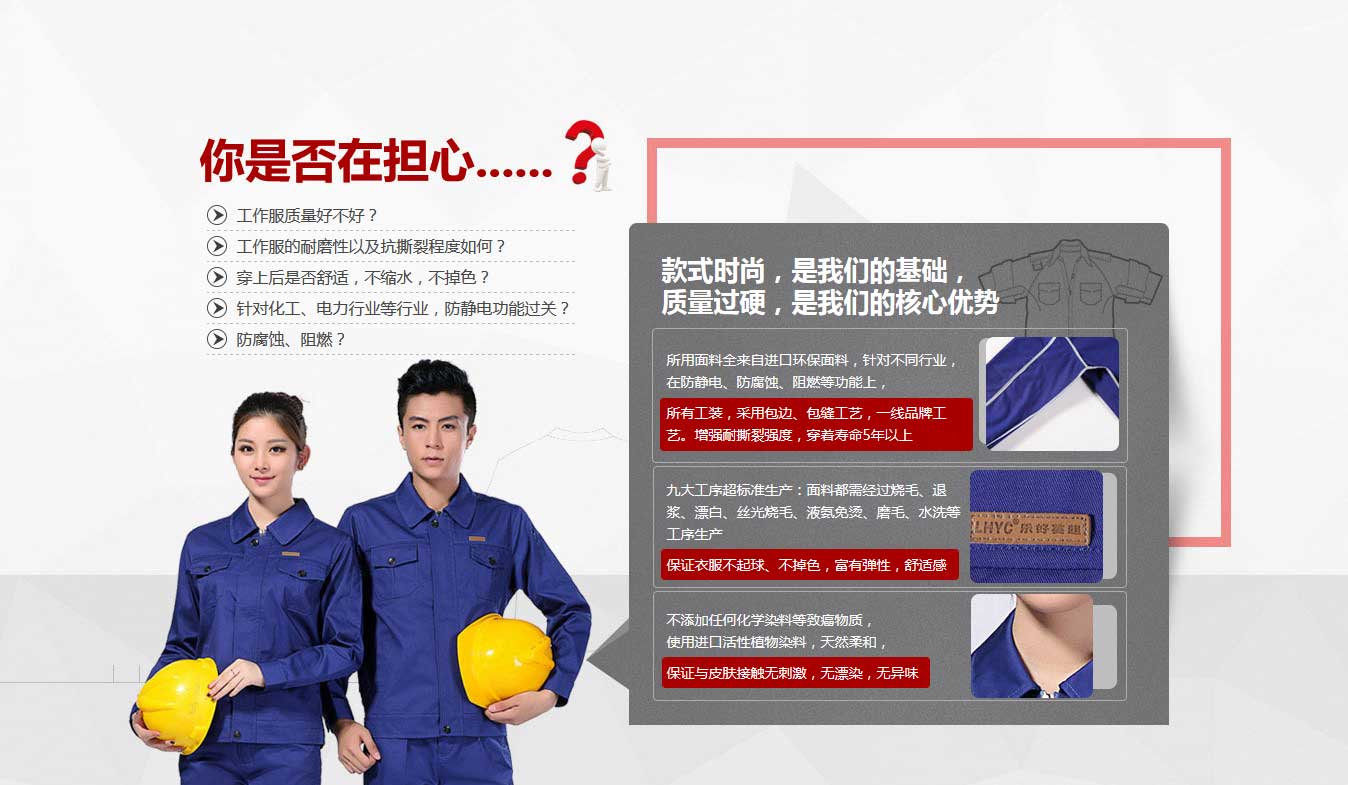 你是否在担心......
工作服质量好不好？
工作服的耐磨性以及抗撕裂程度如何？
穿上后是否舒适，不缩水，不掉色？
针对化工、电力行业等行业，防静电功能过关？
防腐蚀、阻燃？
款式时尚，是我们的基础，
质量过硬，是我们的核心优势
所用面料全来自进口环保面料，针对不同行业，
在防静电、防腐蚀、阻燃等功能上，
所有工装，采用包边、包缝工艺，一线品牌工
艺。增强耐撕裂强度，穿着寿命5年以上
九大工序超标准生产：面料都需经过烧毛、退
浆、漂白、丝光烧毛、液氨免烫、磨毛、水洗等
工序生产
保证衣服不起球、不掉色，富有弹性，舒适感
LHYC®
不添加任何化学染料等致癌物质，
使用进口活性植物染料，天然柔和，
保证与皮肤接触无刺激，无漂染，无异味